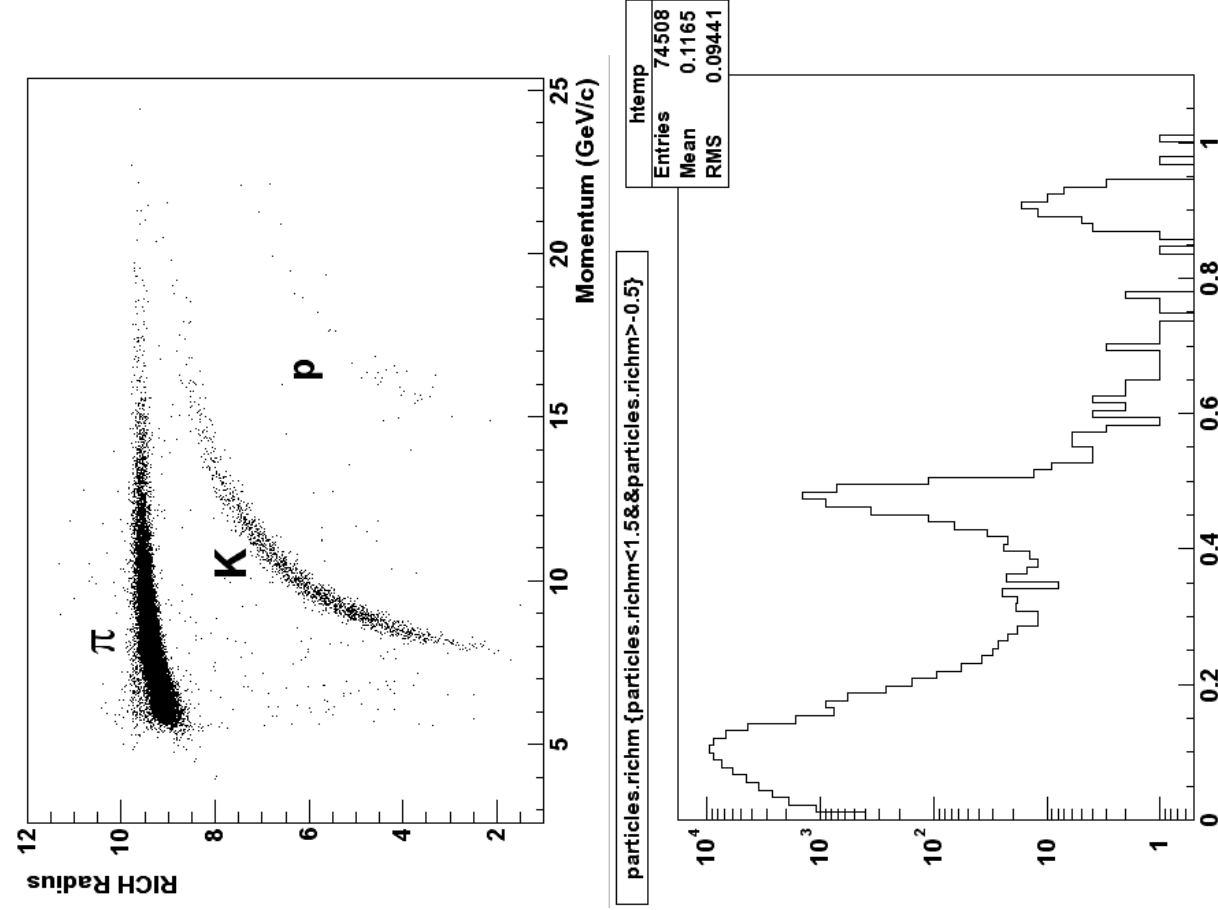 RICH Radius
12
10
8
6
4
2
π
K
p
5
10
15
20
25
Momentum (GeV/c)
particles.richm {particles.richm<1.5&&particles.richm>-0.5}
htemp
Entries 74508
Mean 0.1165
RMS 0.09441
10⁴
10³
10²
10
1
0
0.2
0.4
0.6
0.8
1